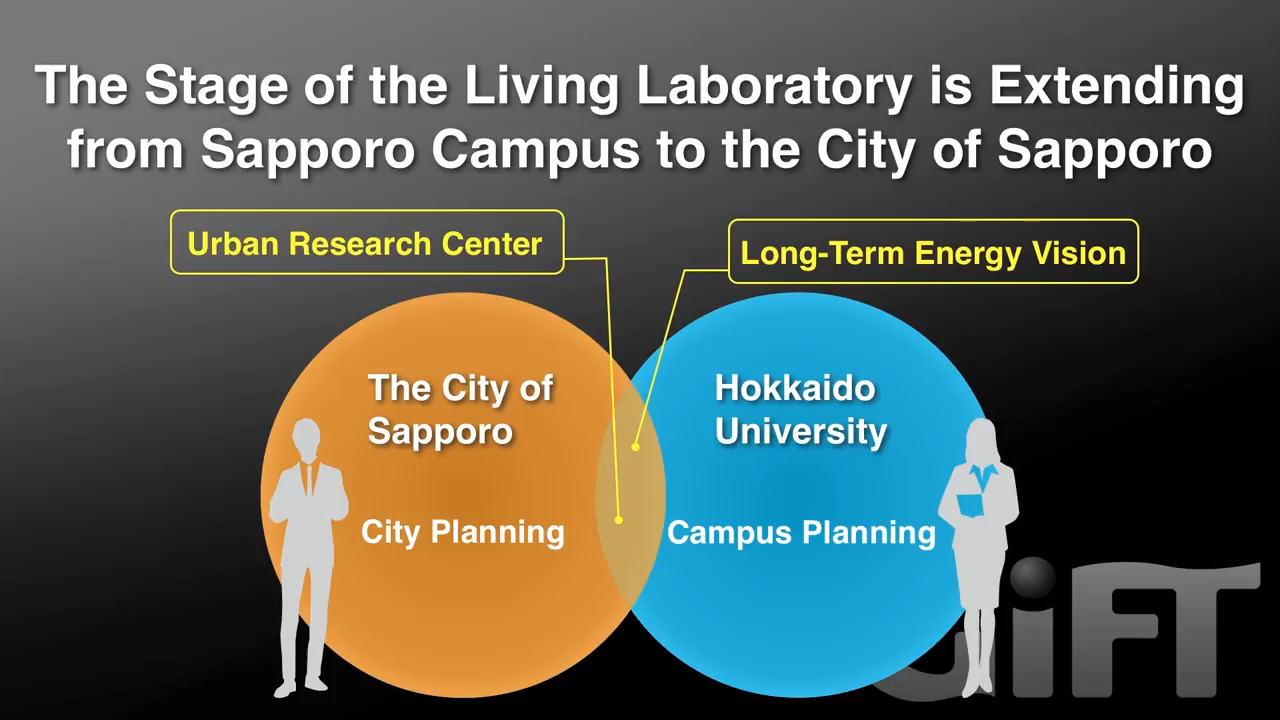 The Stage of the Living Laboratory is Extending
from Sapporo Campus to the City of Sapporo
Urban Research Center
Long-Term Energy Vision
The City of
Sapporo
Hokkaido
University
City Planning
Campus Planning
GiFT